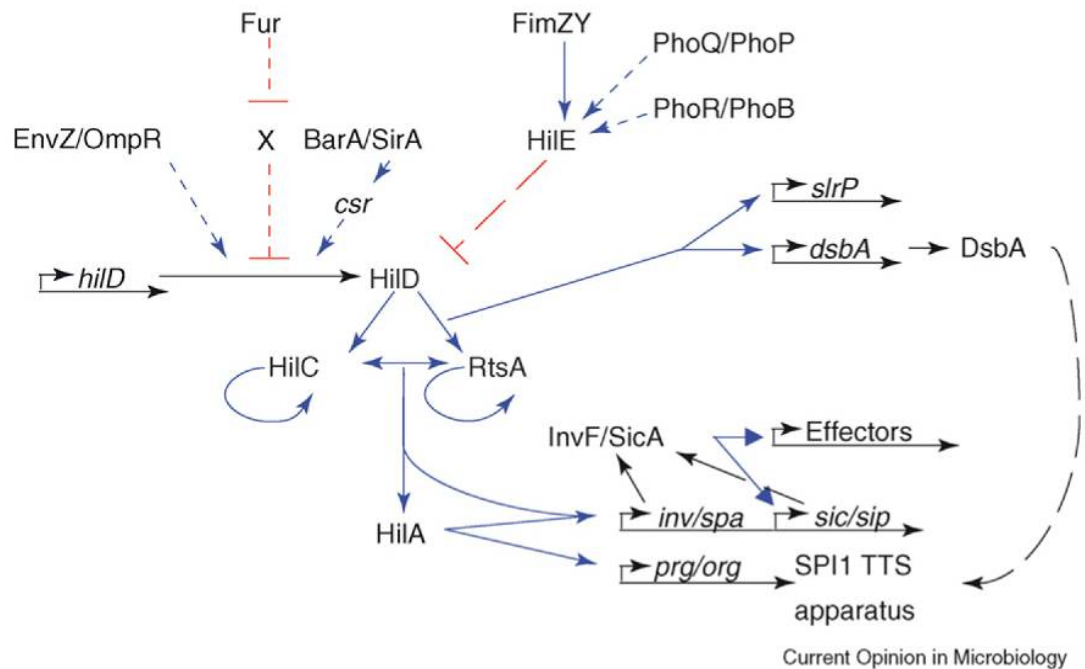 Fur
FimZY
PhoQ/PhoP
EnvZ/OmpR
X
BarA/SirA
HilE
PhoR/PhoB
csr
slrP
hilD
HilD
dsbA
DsbA
HilC
RtsA
InvF/SicA
Effectors
HilA
inv/spa
sic/sip
prg/org
SPI1 TTS
apparatus
Current Opinion in Microbiology